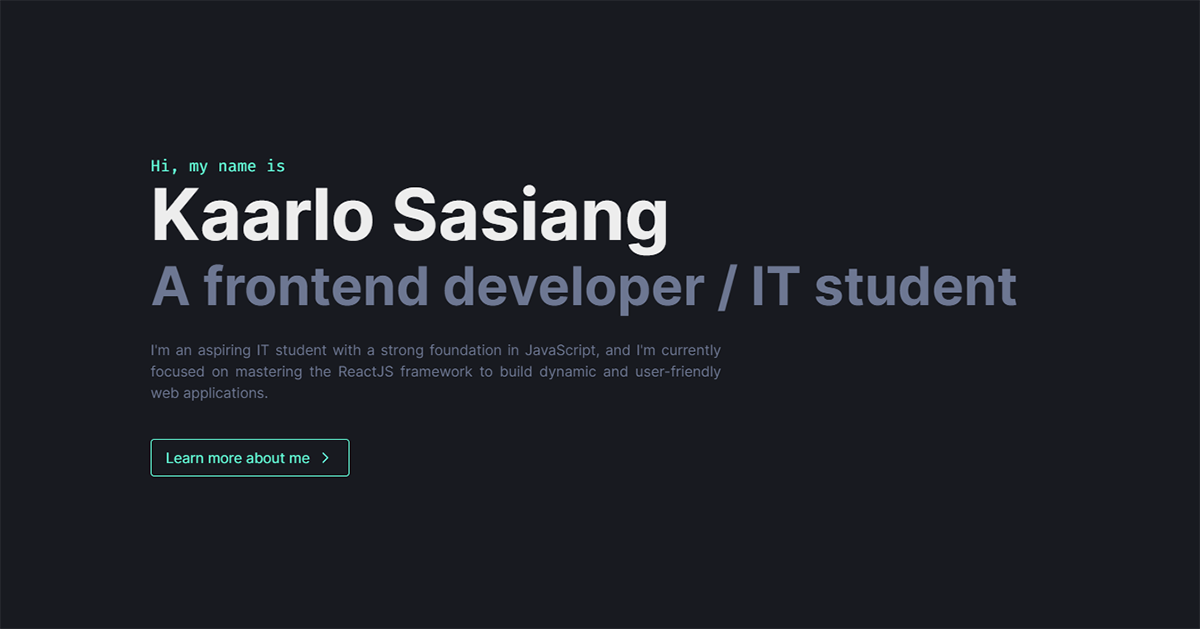 Hi, my name is
Kaarlo Sasiang
A frontend developer / IT student
I'm an aspiring IT student with a strong foundation in JavaScript, and I'm currently
focused on mastering the ReactJS framework to build dynamic and user-friendly
web applications.
Learn more about me